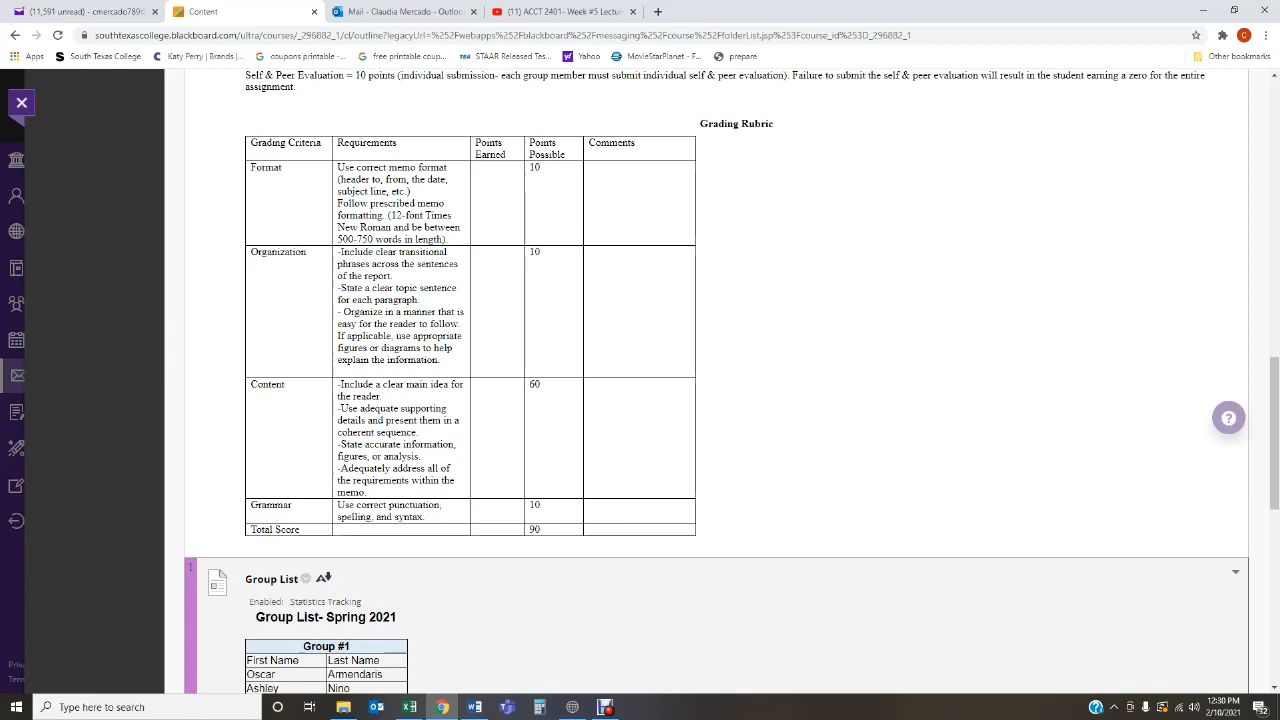 (11,591 unread) - cmercado789@
Content
Mail - Claudia Mercado - Outloo
(11) ACCT-2401- Week #5 Lectur
southtexascollege.blackboard.com/ultra/courses/_296882_1/cl/outline?legacyUrl=%252Fwebapps%252Fblackboard%252Fmessaging%252Fcourse%252FfolderList.jsp%253Fcourse_id%253D_296882_1
Apps
South Texas College
Katy Perry | Brands |
coupons printable -...
free printable coup...
STAAR Released Tes...
Yahoo
MovieStarPlanet - F...
prepare
Other bookmarks
Self & Peer Evaluation = 10 points (individual submission- each group member must submit individual self & peer evaluation). Failure to submit the self & peer evaluation will result in the student earning a zero for the entire
assignment.
Grading Rubric
Grading Criteria
Requirements
Points
Earned
Points
Possible
Comments
Format
Use correct memo format
(header to, from, the date,
subject line, etc.)
Follow prescribed memo
formatting. (12-font Times
New Roman and be between
500-750 words in length).
10
Organization
-Include clear transitional
phrases across the sentences
of the report.
-State a clear topic sentence
for each paragraph.
- Organize in a manner that is
easy for the reader to follow.
If applicable, use appropriate
figures or diagrams to help
explain the information.
10
Content
-Include a clear main idea for
the reader.
-Use adequate supporting
details and present them in a
coherent sequence.
-State accurate information,
figures, or analysis.
-Adequately address all of
the requirements within the
memo.
60
Grammar
Use correct punctuation,
spelling, and syntax.
10
Total Score
90
Group List
Enabled: Statistics Tracking
Group List- Spring 2021
Group #1
First Name Last Name
Oscar Armendaris
Ashley Nino
Priv
Tern
Type here to search
12:30 PM
2/10/2021
32